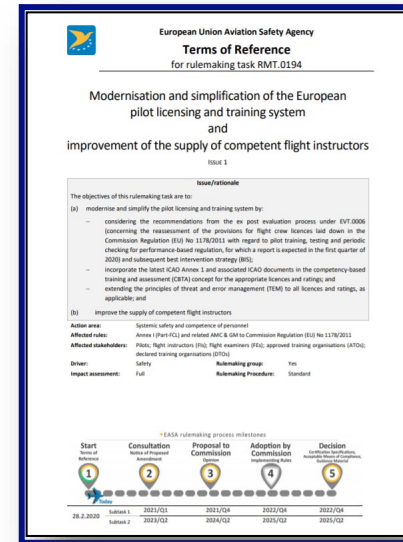 European Union Aviation Safety Agency
Terms of Reference
for rulemaking task RMT.0194
Modernisation and simplification of the European
pilot licensing and training system
and
improvement of the supply of competent flight instructors
ISSUE 1
Issue/rationale
The objectives of this rulemaking task are to:
(a) modernise and simplify the pilot licensing and training system by:
– considering the recommendations from the ex post evaluation process under EVT.0006
(concerning the reassessment of the provisions for flight crew licences laid down in the
Commission Regulation (EU) No 1178/2011 with regard to pilot training, testing and periodic
checking for performance-based regulation, for which a report is expected in the first quarter of
2020) and subsequent best intervention strategy (BIS);
– incorporate the latest ICAO Annex 1 and associated ICAO documents in the competency-based
training and assessment (CBTA) concept for the appropriate licences and ratings; and
– extending the principles of threat and error management (TEM) to all licences and ratings, as
applicable; and
(b) improve the supply of competent flight instructors
Action area: Systemic safety and competence of personnel
Affected rules: Annex I (Part-FCL) and related AMC & GM to Commission Regulation (EU) No 1178/2011
Affected stakeholders: Pilots; flight instructors (FIs); flight examiners (FEs); approved training organisations (ATOs);
declared training organisations (DTOs)
Driver: Safety Rulemaking group: Yes
Impact assessment: Full Rulemaking Procedure: Standard
EASA rulemaking process milestones
Start Consultation Proposal to Commission Adoption by Commission Decision
Terms of Reference Notice of Proposed Amendment Opinion Implementing Rules Certification Specifications, Acceptable Means of Compliance, Guidance Material
1 2 3 4 5
Today
28.2.2020
Subtask 1 2021/Q1 2021/Q4 2022/Q4 2022/Q4
Subtask 2 2023/Q2 2024/Q2 2025/Q2 2025/Q2